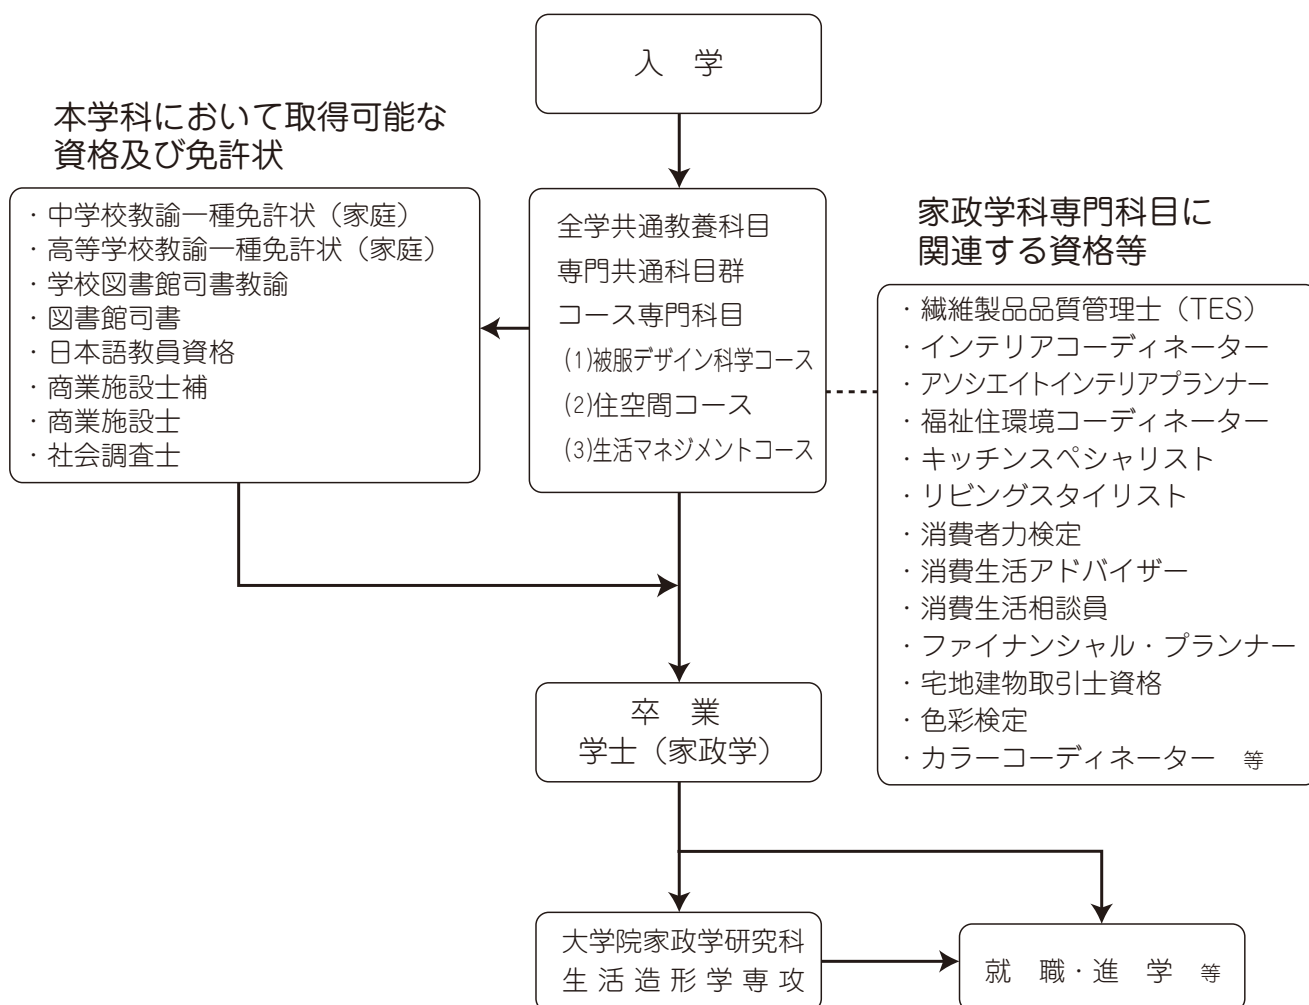 入 学
本学科において取得可能な
資格及び免許状
・中学校教諭一種免許状（家庭）
・高等学校教諭一種免許状（家庭）
・学校図書館司書教諭
・図書館司書
・日本語教員資格
・商業施設士補
・商業施設士
・社会調査士
全学共通教養科目
専門共通科目群
コース専門科目
(1)被服デザイン科学コース
(2)住空間コース
(3)生活マネジメントコース
家政学科専門科目に
関連する資格等
・繊維製品品質管理士（TES）
・インテリアコーディネーター
・アソシエイトインテリアプランナー
・福祉住環境コーディネーター
・キッチンスペシャリスト
・リビングスタイリスト
・消費者力検定
・消費生活アドバイザー
・消費生活相談員
・ファイナンシャル・プランナー
・宅地建物取引士資格
・色彩検定
・カラーコーディネーター 等
卒 業
学士（家政学）
大学院家政学研究科
生活造形学専攻
就 職・進 学 等